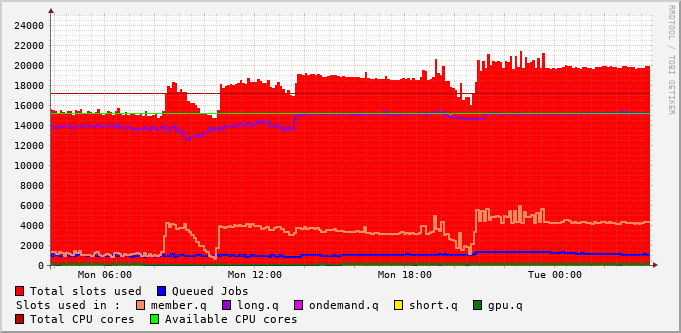 24000
22000
20000
18000
16000
14000
12000
10000
8000
6000
4000
2000
0
Mon 06:00 Mon 12:00 Mon 18:00 Tue 00:00
RRDTOOL / TOBI OETIKER
Total slots used Queued Jobs
Slots used in : member.q long.q ondemand.q short.q gpu.q
Total CPU cores Available CPU cores